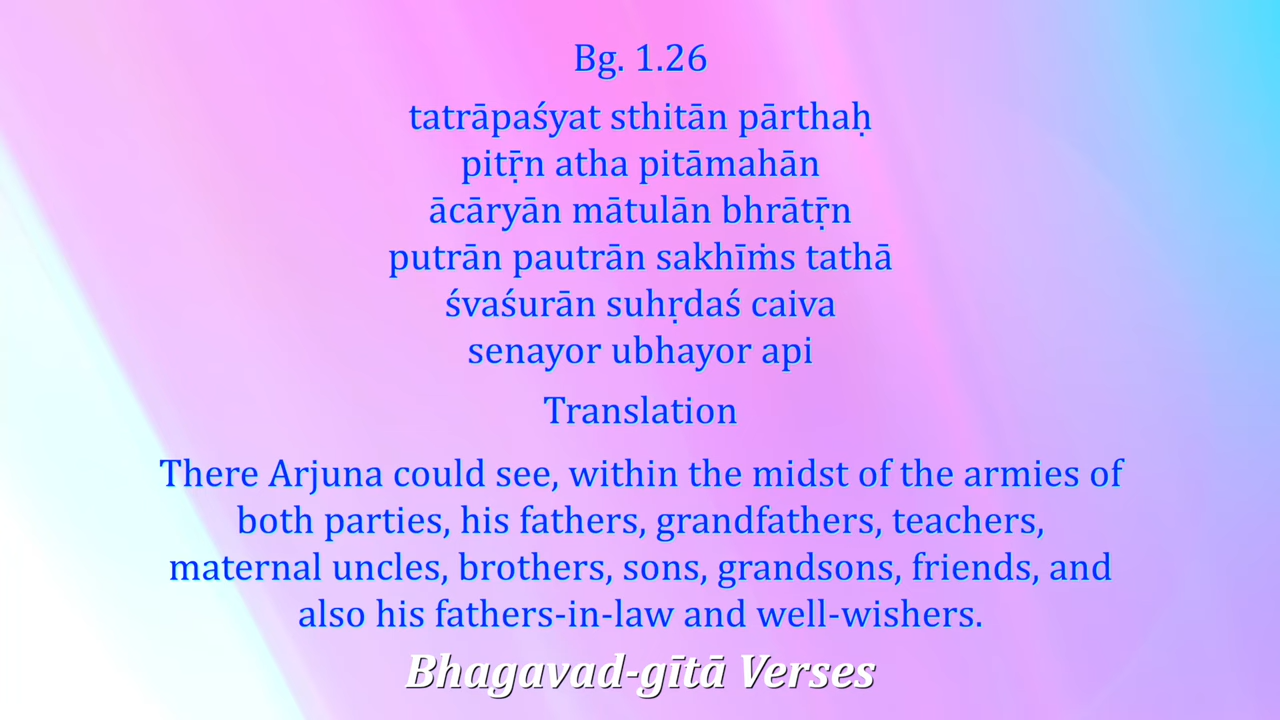 Bg. 1.26
tatrāpaśyat sthitān pārthaḥ
pitṝn atha pitāmahān
ācāryān mātulān bhrātṝn
putrān pautrān sakhīṁs tathā
śvaśurān suhṛdaś caiva
senayor ubhayor api
Translation
There Arjuna could see, within the midst of the armies of
both parties, his fathers, grandfathers, teachers,
maternal uncles, brothers, sons, grandsons, friends, and
also his fathers-in-law and well-wishers.
Bhagavad-gītā Verses